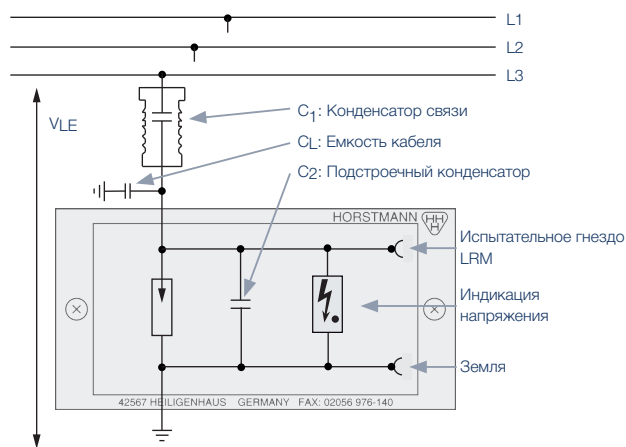 L1
L2
L3
VLE
C1: Конденсатор связи
CL: Емкость кабеля
C2: Подстроечный конденсатор
HORSTMANN
HHH
Испытательное гнездо
LRM
Индикация
напряжения
Земля
42567 HEILIGENHAUS GERMANY FAX: 02056 976-140